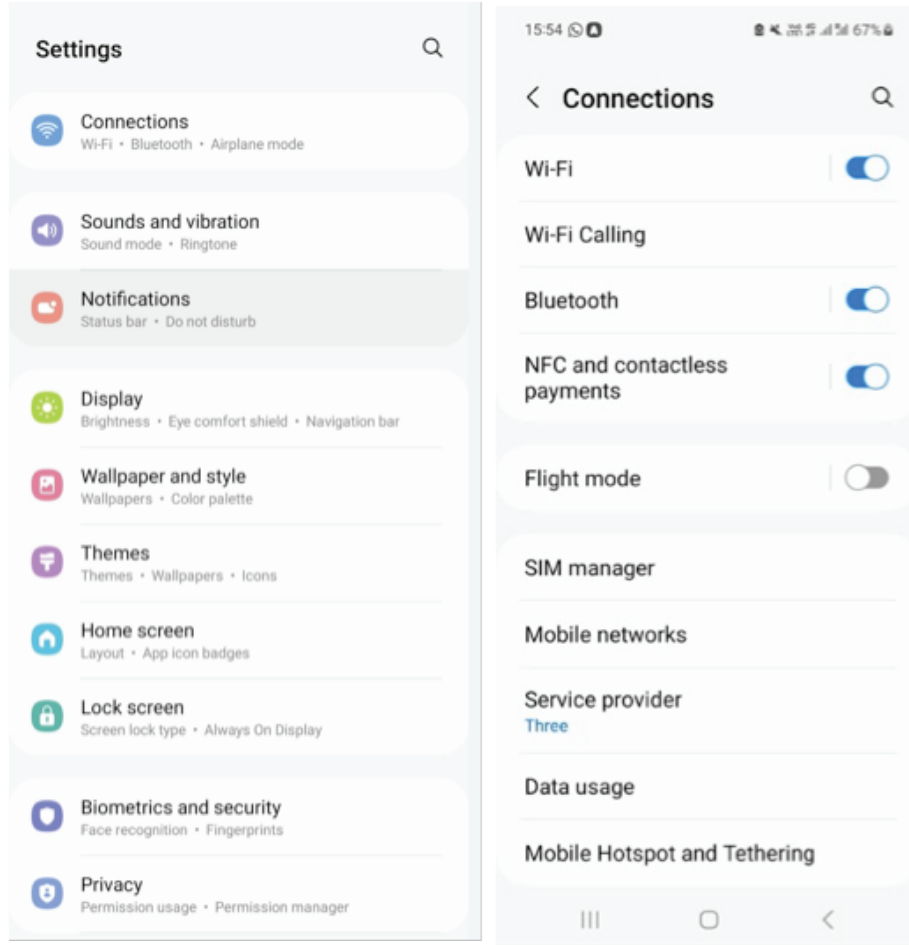 Settings
Connections
Wi-Fi • Bluetooth • Airplane mode
Sounds and vibration
Sound mode • Ringtone
Notifications
Status bar • Do not disturb
Display
Brightness • Eye comfort shield • Navigation bar
Wallpaper and style
Wallpapers • Color palette
Themes
Themes • Wallpapers • Icons
Home screen
Layout • App icon badges
Lock screen
Screen lock type • Always On Display
Biometrics and security
Face recognition • Fingerprints
Privacy
Permission usage • Permission manager
15:54 67%
Connections
Wi-Fi
Wi-Fi Calling
Bluetooth
NFC and contactless
payments
Flight mode
SIM manager
Mobile networks
Service provider
Three
Data usage
Mobile Hotspot and Tethering